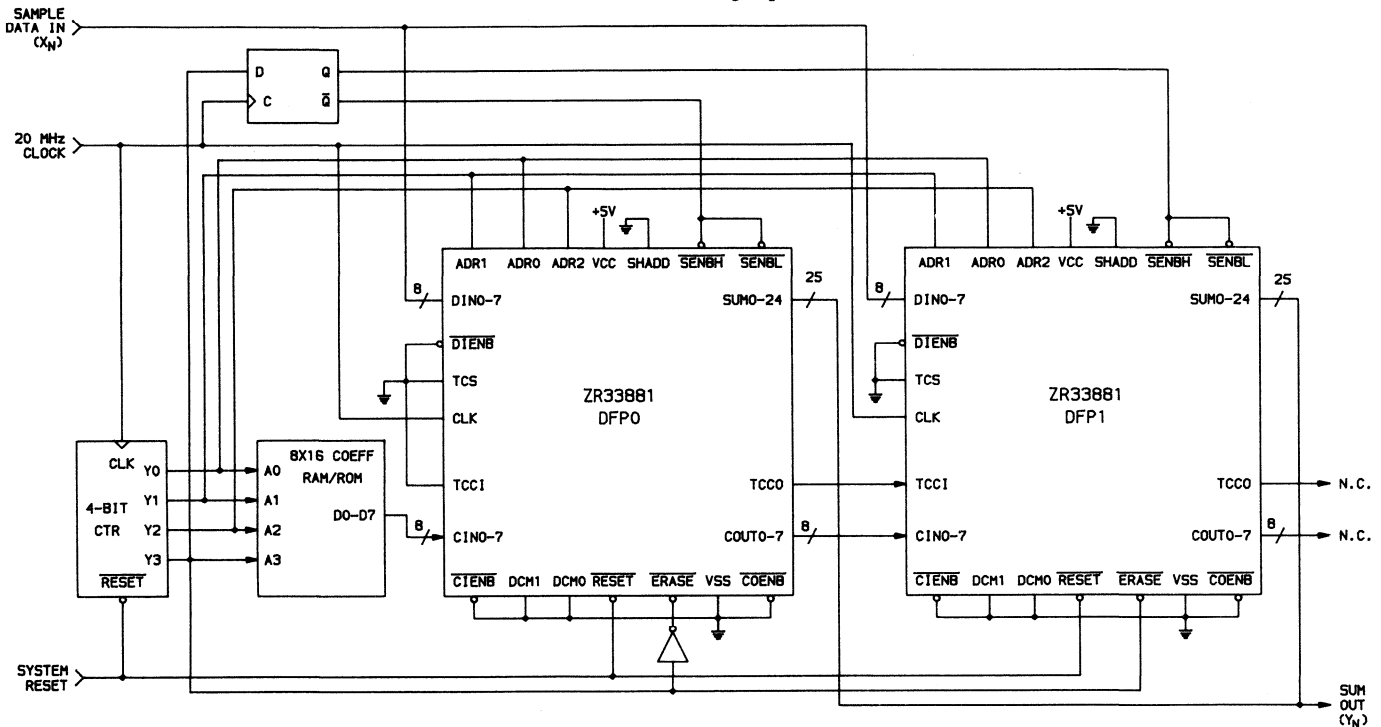 SAMPLE
DATA IN
(XN)
D Q
C Q
20 MHz
CLOCK
+5V
+5V
ADR1 ADR0 ADR2 VCC SHADD SENBH SENBL
ADR1 ADR0 ADR2 VCC SHADD SENBH SENBL
8
DIN0-7
25
SUM0-24
8
DIN0-7
25
SUM0-24
DIENB
DIENB
TCS
TCS
ZR33881
DFP0
ZR33881
DFP1
CLK
CLK
CLK
4-BIT
CTR
Y0
Y1
Y2
Y3
RESET
8X16 COEFF
RAM/ROM
A0
A1
A2
A3
D0-D7
TCCI
TCCO
TCCI
TCCO
N.C.
8
CIN0-7
COUT0-7
8
CIN0-7
COUT0-7
8
N.C.
CIENB DCM1 DCM0 RESET ERASE VSS COENB
CIENB DCM1 DCM0 RESET ERASE VSS COENB
SYSTEM
RESET
SUM
OUT
(YN)